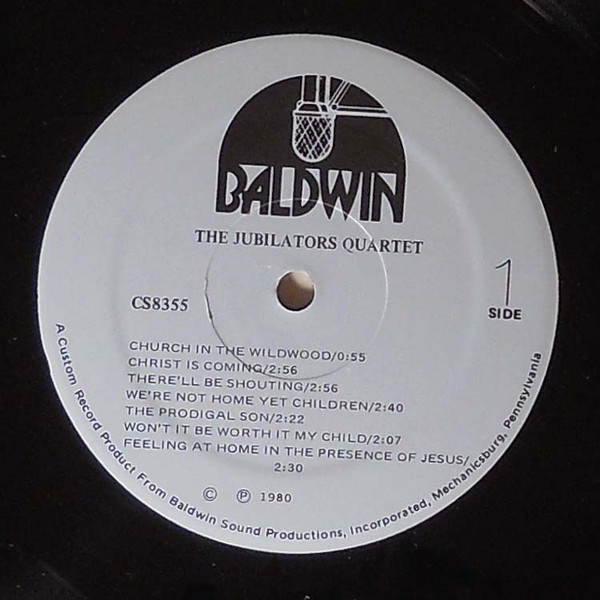 BALDWIN
THE JUBILATORS QUARTET
CS8355
1
SIDE
CHURCH IN THE WILDWOOD/0:55
CHRIST IS COMING/2:56
THERE'LL BE SHOUTING/2:56
WE'RE NOT HOME YET CHILDREN/2:40
THE PRODIGAL SON/2:22
WON'T IT BE WORTH IT MY CHILD/2:07
FEELING AT HOME IN THE PRESENCE OF JESUS/
2:30
© ℗ 1980
A Custom Record Product From Baldwin Sound Productions, Incorporated, Mechanicsburg, Pennsylvania